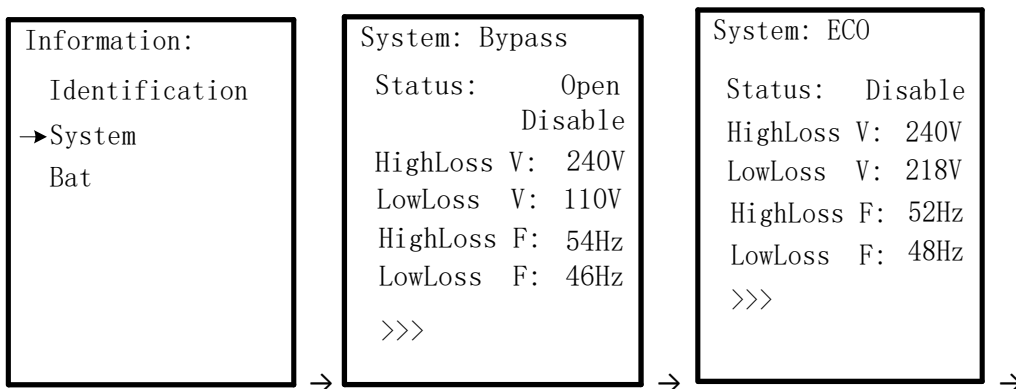 Information:
Identification
→System
Bat
→
System: Bypass
Status: Open
Disable
HighLoss V: 240V
LowLoss V: 110V
HighLoss F: 54Hz
LowLoss F: 46Hz
>>>
→
System: ECO
Status: Disable
HighLoss V: 240V
LowLoss V: 218V
HighLoss F: 52Hz
LowLoss F: 48Hz
>>>
→